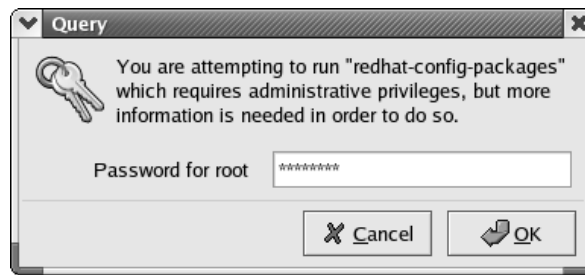 Query
You are attempting to run "redhat-config-packages"
which requires administrative privileges, but more
information is needed in order to do so.
Password for root ********
Cancel OK